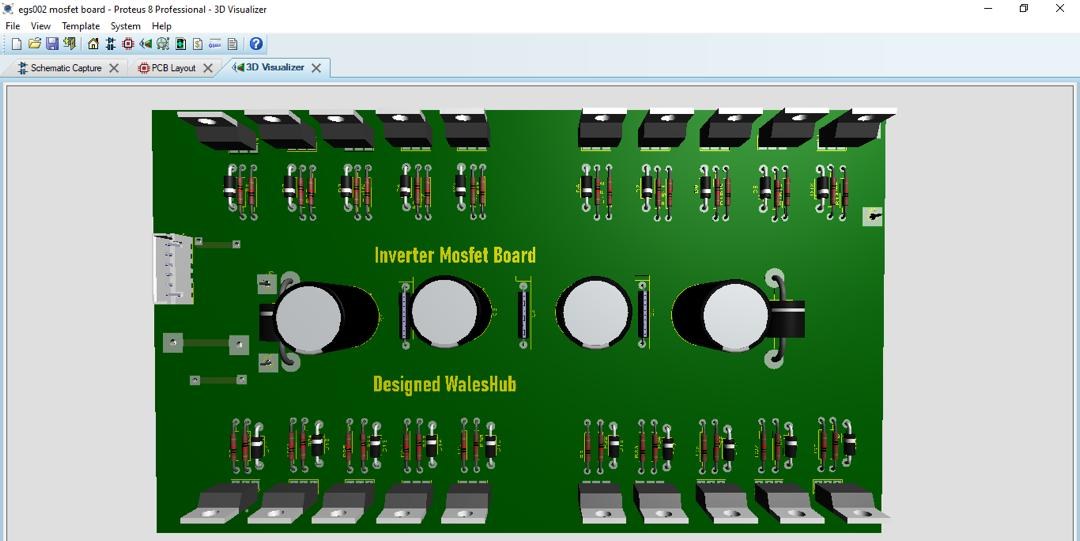 egs002 mosfet board - Proteus 8 Professional - 3D Visualizer
File View Template System Help
Schematic Capture PCB Layout 3D Visualizer
Inverter Mosfet Board
Designed WalesHub